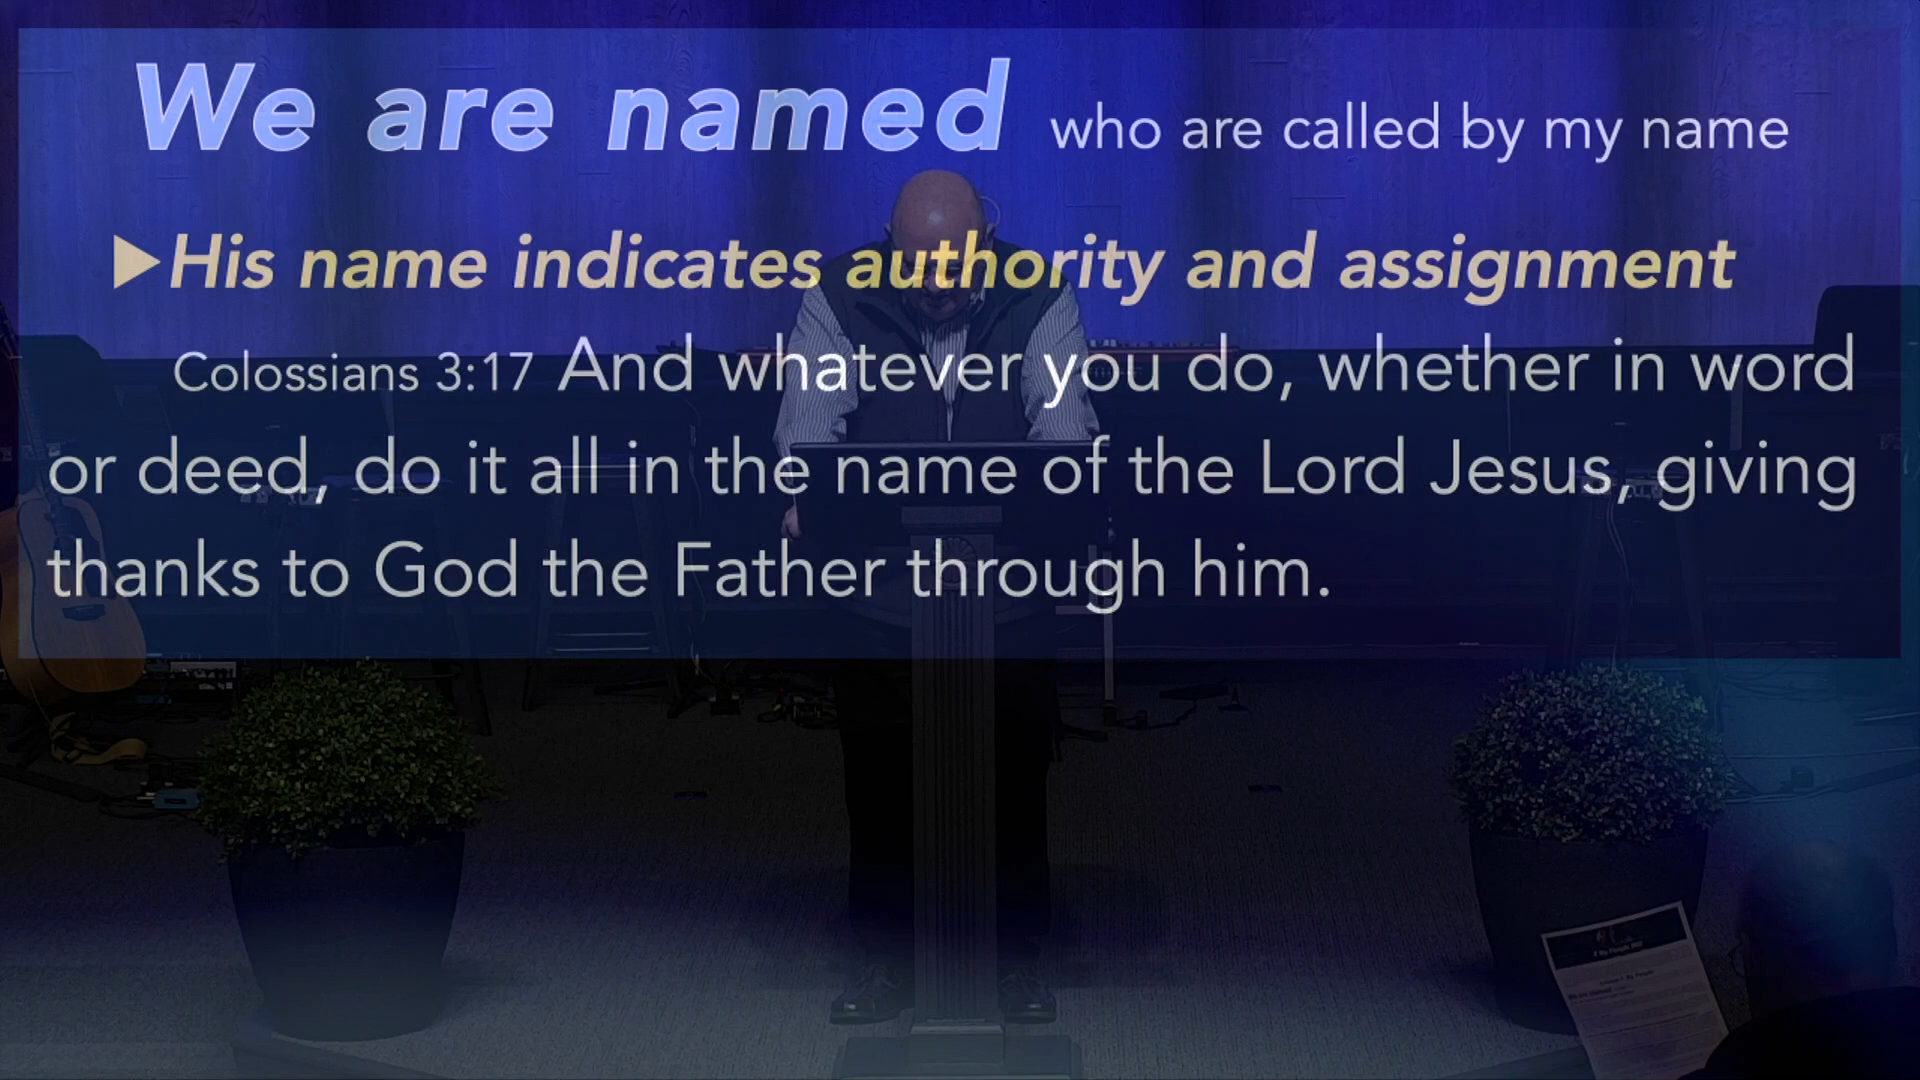 We are named who are called by my name
▶His name indicates authority and assignment
Colossians 3:17 And whatever you do, whether in word
or deed, do it all in the name of the Lord Jesus, giving
thanks to God the Father through him.